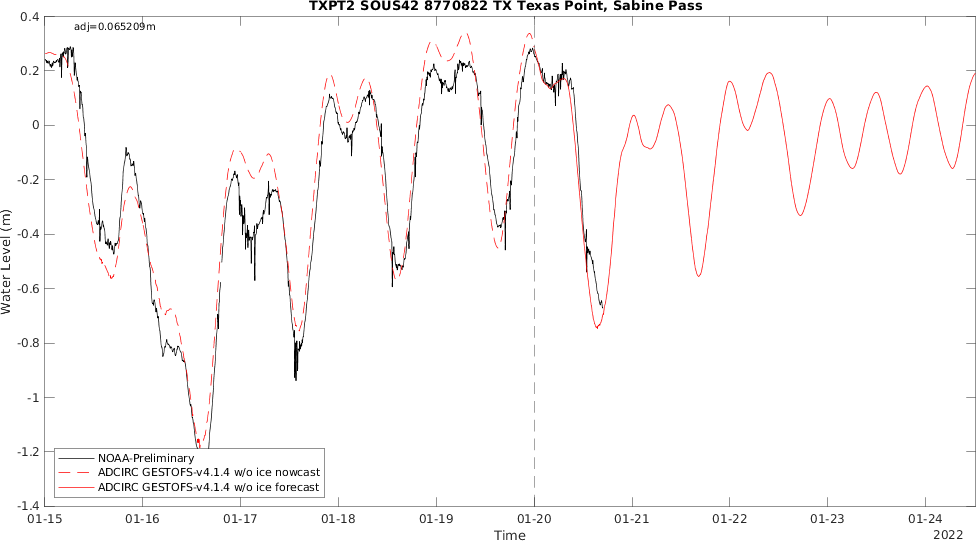 TXPT2 SOUS42 8770822 TX Texas Point, Sabine Pass
adj=0.065209m
0.4
0.2
0
-0.2
-0.4
-0.6
-0.8
-1
-1.2
-1.4
Water Level (m)
NOAA-Preliminary
ADCIRC GESTOFS-v4.1.4 w/o ice nowcast
ADCIRC GESTOFS-v4.1.4 w/o ice forecast
01-15 01-16 01-17 01-18 01-19 01-20 01-21 01-22 01-23 01-24
Time
2022